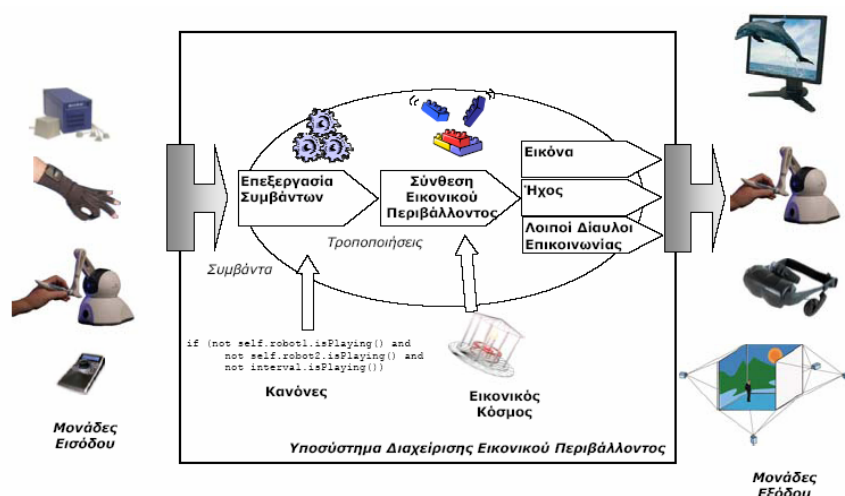 Επεξεργασία
Συμβάντων
Σύνθεση
Εικονικού
Περιβάλλοντος
Εικόνα
Ήχος
Λοιποί Δίαυλοι
Επικοινωνίας
Τροποποιήσεις
Συμβάντα
if (not self.robot1.isPlaying() and
not self.robot2.isPlaying() and
not interval.isPlaying())
Κανόνες
Εικονικός
Κόσμος
Μονάδες
Εισόδου
Υποσύστημα Διαχείρισης Εικονικού Περιβάλλοντος
Μονάδες
Εξόδου